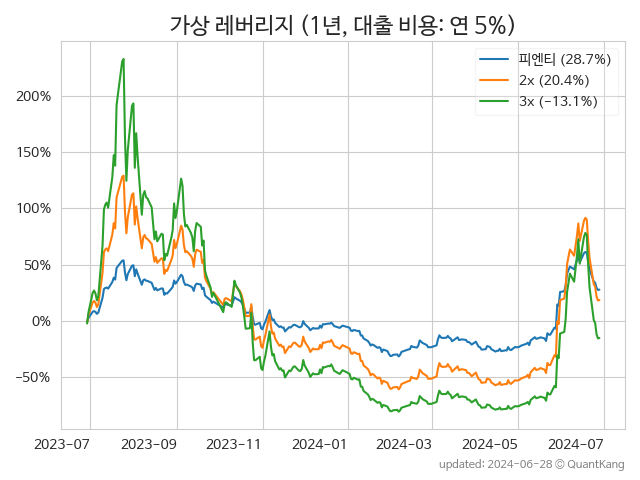 가상 레버리지 (1년, 대출 비용: 연 5%)
피엔티 (28.7%)
2x (20.4%)
3x (−13.1%)
200%
150%
100%
50%
0%
−50%
2023-07 2023-09 2023-11 2024-01 2024-03 2024-05 2024-07
updated: 2024-06-28 © QuantKang